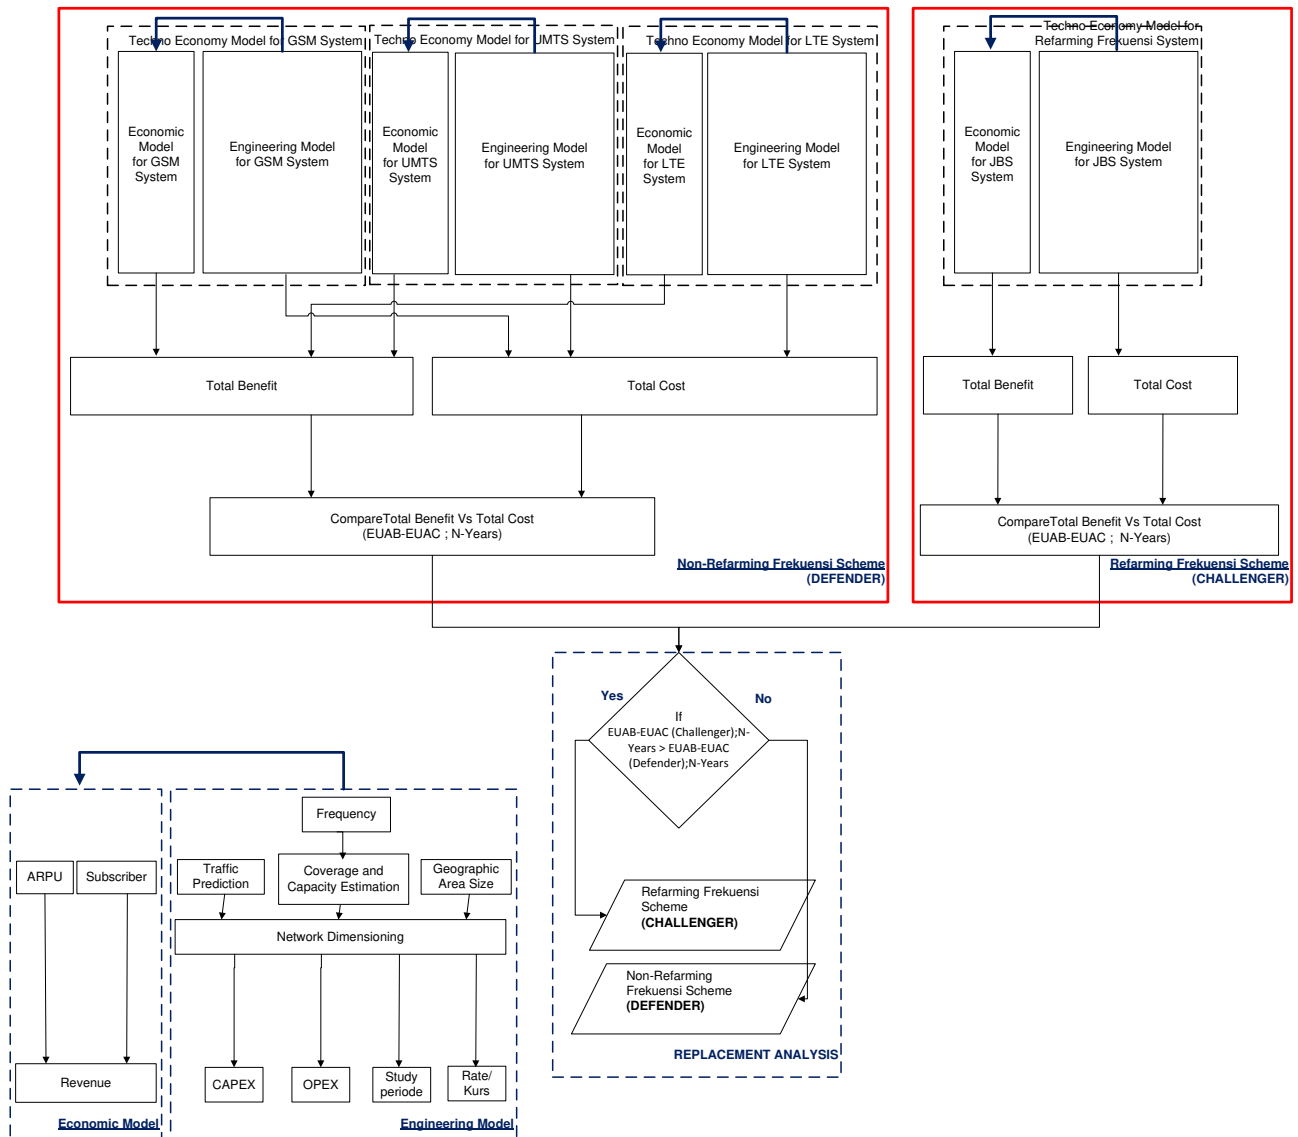 Techno Economy Model for GSM System
Techno Economy Model for UMTS System
Techno Economy Model for LTE System
Techno Economy Model for
Refarming Frekuensi System
Economic
Model
for GSM
System
Engineering Model
for GSM System
Economic
Model
for UMTS
System
Engineering Model
for UMTS System
Economic
Model
for LTE
System
Engineering Model
for LTE System
Economic
Model
for JBS
System
Engineering Model
for JBS System
Total Benefit
Total Cost
Total Benefit
Total Cost
CompareTotal Benefit Vs Total Cost
(EUAB-EUAC ; N-Years)
CompareTotal Benefit Vs Total Cost
(EUAB-EUAC ; N-Years)
Non-Refarming Frekuensi Scheme
(DEFENDER)
Refarming Frekuensi Scheme
(CHALLENGER)
Yes
No
If
EUAB-EUAC (Challenger);N-
Years > EUAB-EUAC
(Defender);N-Years
Refarming Frekuensi
Scheme
(CHALLENGER)
Non-Refarming
Frekuensi Scheme
(DEFENDER)
REPLACEMENT ANALYSIS
ARPU
Subscriber
Revenue
Economic Model
Frequency
Traffic
Prediction
Coverage and
Capacity Estimation
Geographic
Area Size
Network Dimensioning
CAPEX
OPEX
Study
periode
Rate/
Kurs
Engineering Model